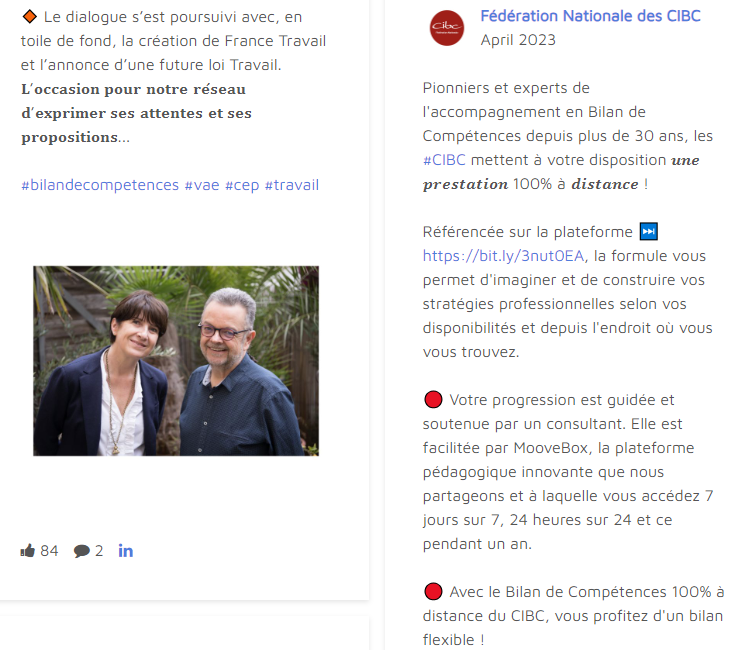 🔶 Le dialogue s’est poursuivi avec, en
toile de fond, la création de France Travail
et l’annonce d’une future loi Travail.
𝐋’𝐨𝐜𝐜𝐚𝐬𝐢𝐨𝐧 𝐩𝐨𝐮𝐫 𝐧𝐨𝐭𝐫𝐞 𝐫é𝐬𝐞𝐚𝐮
𝐝’𝐞𝐱𝐩𝐫𝐢𝐦𝐞𝐫 𝐬𝐞𝐬 𝐚𝐭𝐭𝐞𝐧𝐭𝐞𝐬 𝐞𝐭 𝐬𝐞𝐬
𝐩𝐫𝐨𝐩𝐨𝐬𝐢𝐭𝐢𝐨𝐧𝐬...
#bilandecompetences #vae #cep #travail
84 2 in
cibc
Fédération Nationale des CIBC
April 2023
Pionniers et experts de
l'accompagnement en Bilan de
Compétences depuis plus de 30 ans, les
#CIBC mettent à votre disposition 𝒖𝒏𝒆
𝒑𝒓𝒆𝒔𝒕𝒂𝒕𝒊𝒐𝒏 100% à 𝒅𝒊𝒔𝒕𝒂𝒏𝒄𝒆 !
Référencée sur la plateforme ⏭
https://bit.ly/3nut0EA, la formule vous
permet d'imaginer et de construire vos
stratégies professionnelles selon vos
disponibilités et depuis l'endroit où vous
vous trouvez.
🔴 Votre progression est guidée et
soutenue par un consultant. Elle est
facilitée par MooveBox, la plateforme
pédagogique innovante que nous
partageons et à laquelle vous accédez 7
jours sur 7, 24 heures sur 24 et ce
pendant un an.
🔴 Avec le Bilan de Compétences 100% à
distance du CIBC, vous profitez d'un bilan
flexible !